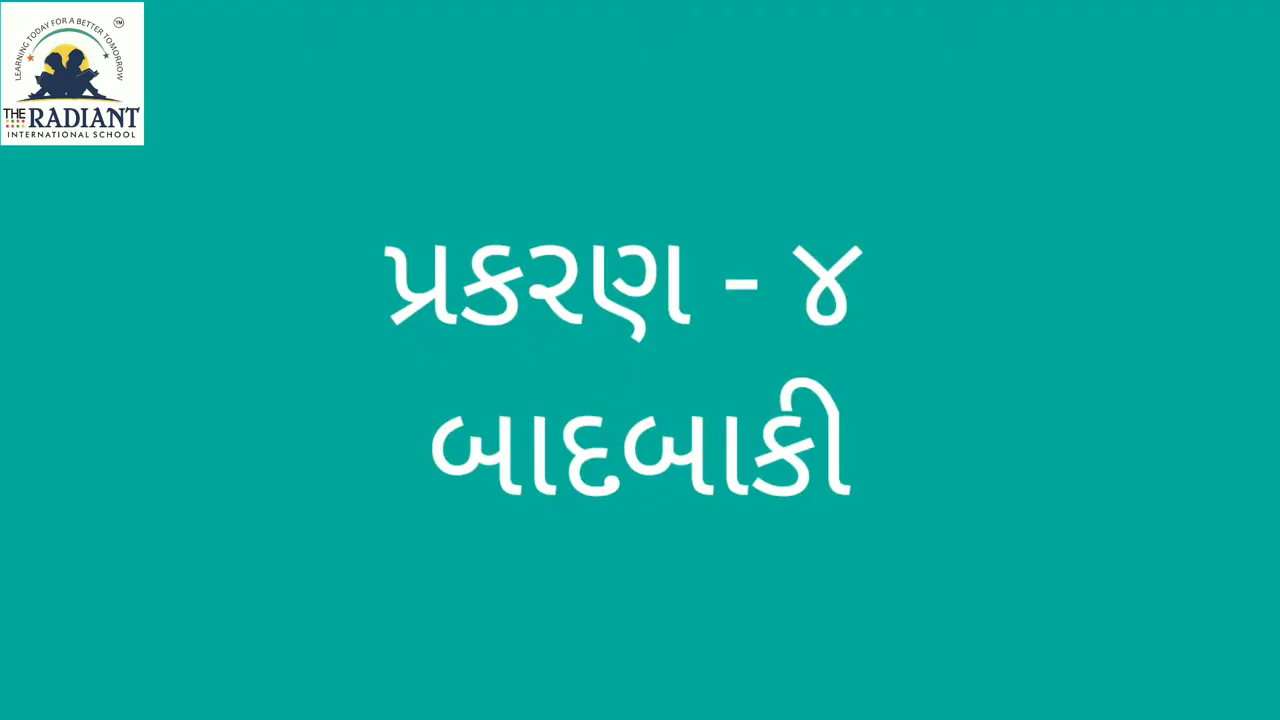 LEARNING TODAY FOR A BETTER TOMORROW
TM
THE RADIANT
INTERNATIONAL SCHOOL
પ્રકરણ - ૪
બાદબાકી